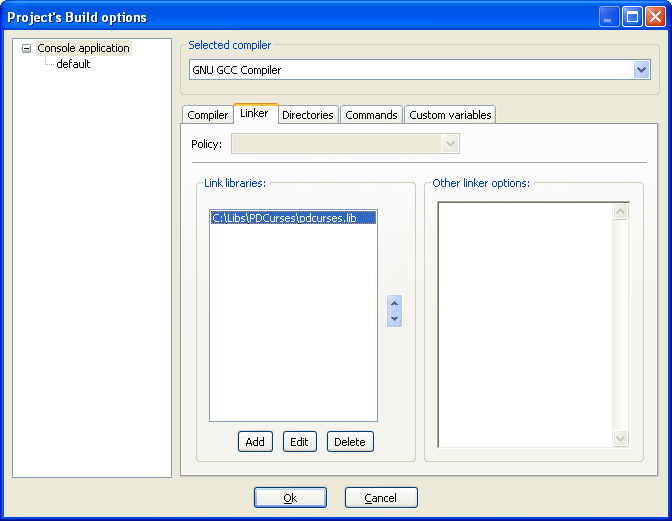 Project's Build options
Console application
default
Selected compiler
GNU GCC Compiler
Compiler Linker Directories Commands Custom variables
Policy:
Link libraries:
Other linker options:
C:\Libs\PDCurses\pdcurses.lib
Add Edit Delete
Ok Cancel